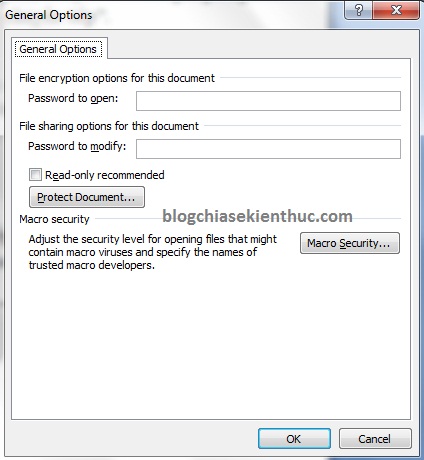 General Options
General Options
File encryption options for this document
Password to open:
File sharing options for this document
Password to modify:
Read-only recommended
Protect Document...
blogchiasekienthuc.com
Macro security
Adjust the security level for opening files that might
contain macro viruses and specify the names of
trusted macro developers.
Macro Security...
OK
Cancel